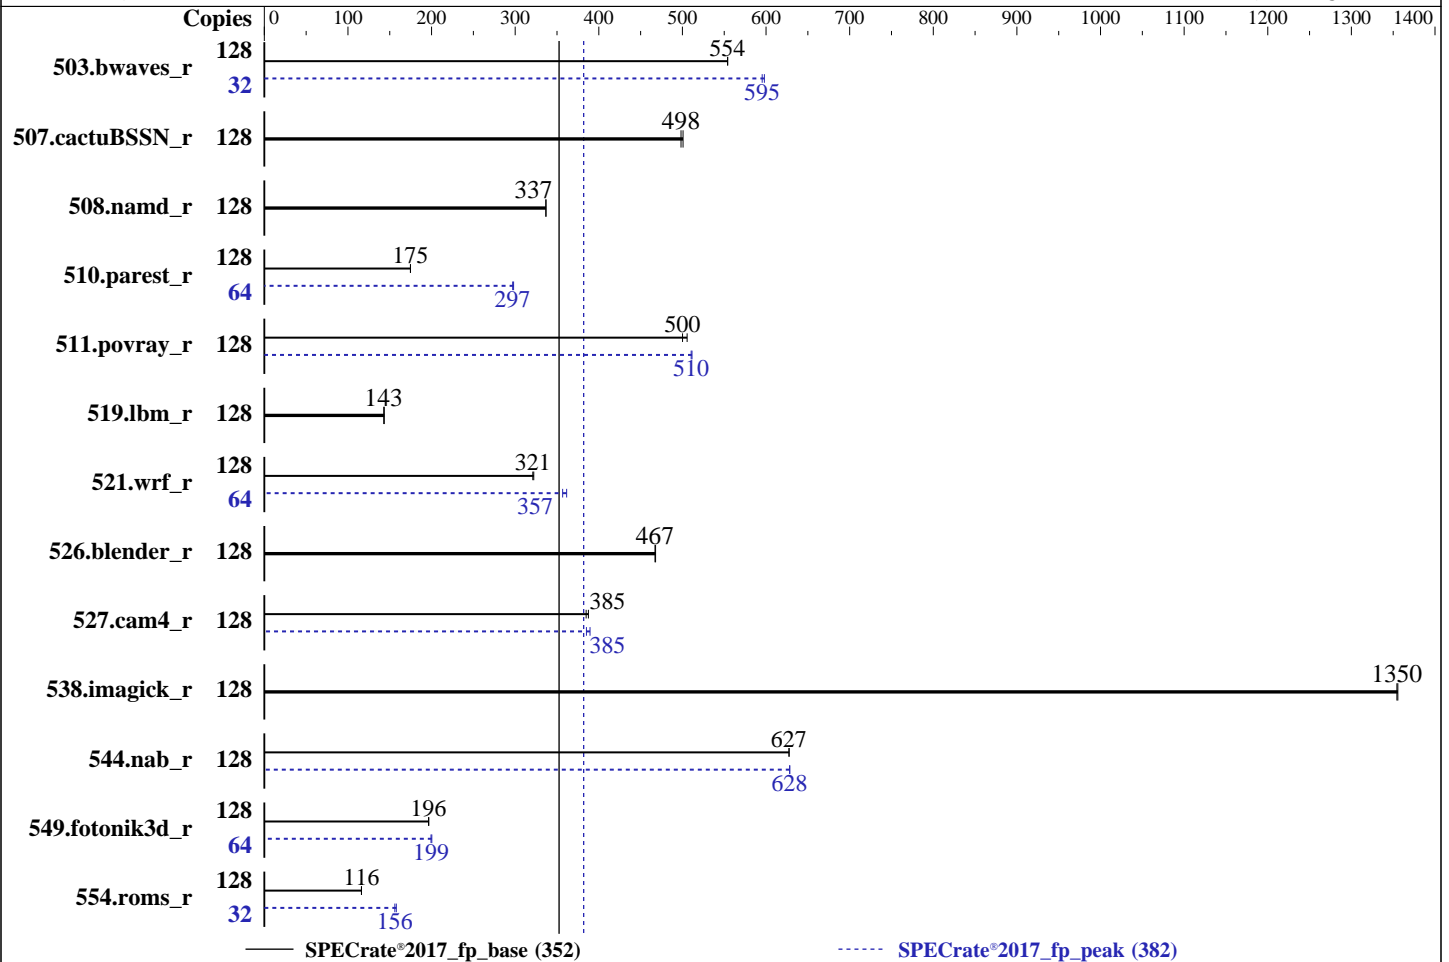 Copies 0 100 200 300 400 500 600 700 800 900 1000 1100 1200 1300 1400
503.bwaves_r 128 554
32 595
507.cactuBSSN_r 128 498
508.namd_r 128 337
510.parest_r 128 175
64 297
511.povray_r 128 500
510
519.lbm_r 128 143
521.wrf_r 128 321
64 357
526.blender_r 128 467
527.cam4_r 128 385
385
538.imagick_r 128 1350
544.nab_r 128 627
628
549.fotonik3d_r 128 196
64 199
554.roms_r 128 116
32 156
SPECrate®2017_fp_base (352) SPECrate®2017_fp_peak (382)